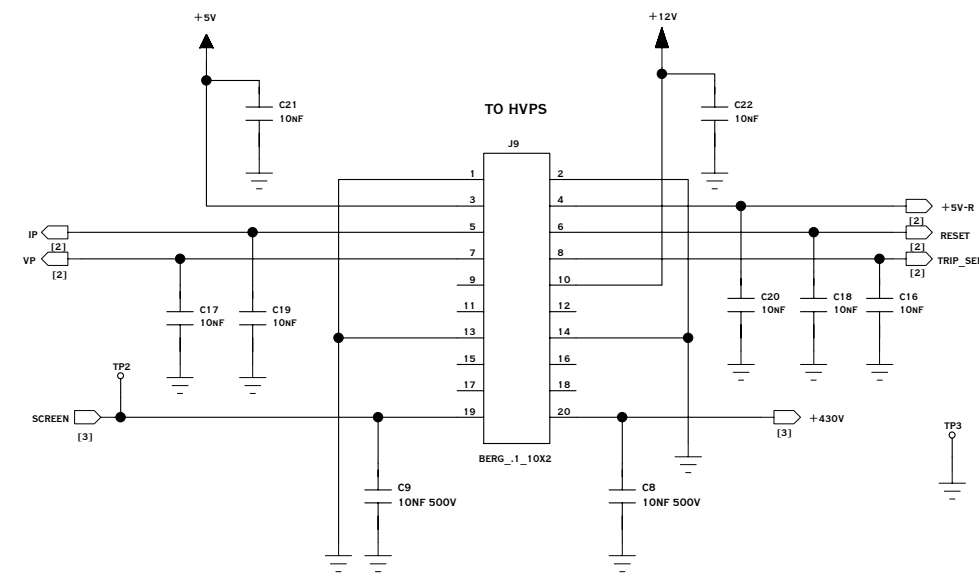 +5V
+12V
C21
10NF
TO HVPS
C22
10NF
J9
1
2
3
4
+5V-R
[2]
IP
[2]
5
6
RESET
[2]
VP
[2]
7
8
TRIP_SE
[2]
9
10
C17
10NF
C19
10NF
11
12
C20
10NF
C18
10NF
C16
10NF
13
14
15
16
TP2
17
18
SCREEN
[3]
19
20
+430V
[3]
TP3
BERG_.1_10X2
C9
10NF 500V
C8
10NF 500V